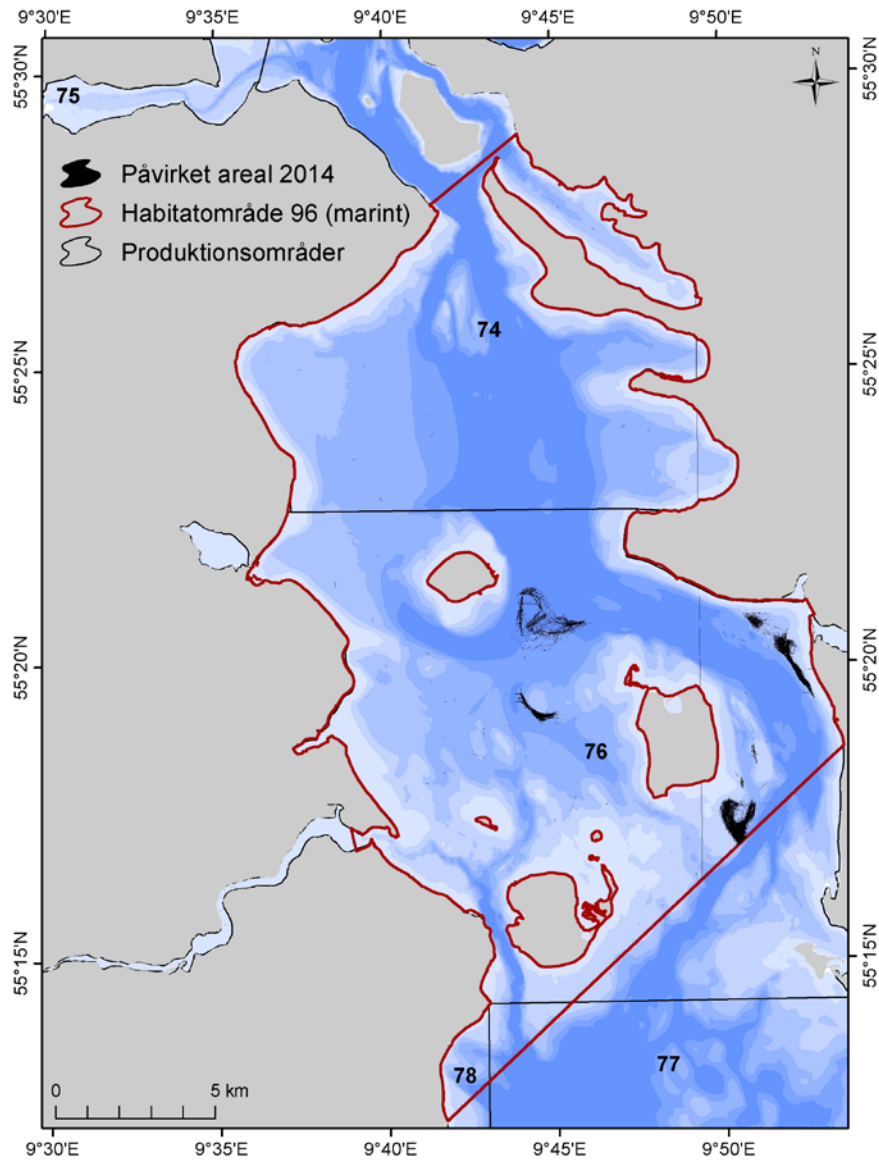 9°30'E 9°35'E 9°40'E 9°45'E 9°50'E
N
55°30'N 55°30'N
75
Påvirket areal 2014
Habitatområde 96 (marint)
Produktionsområder
74
55°25'N 55°25'N
55°20'N 55°20'N
76
55°15'N 55°15'N
78 77
0 5 km
9°30'E 9°35'E 9°40'E 9°45'E 9°50'E